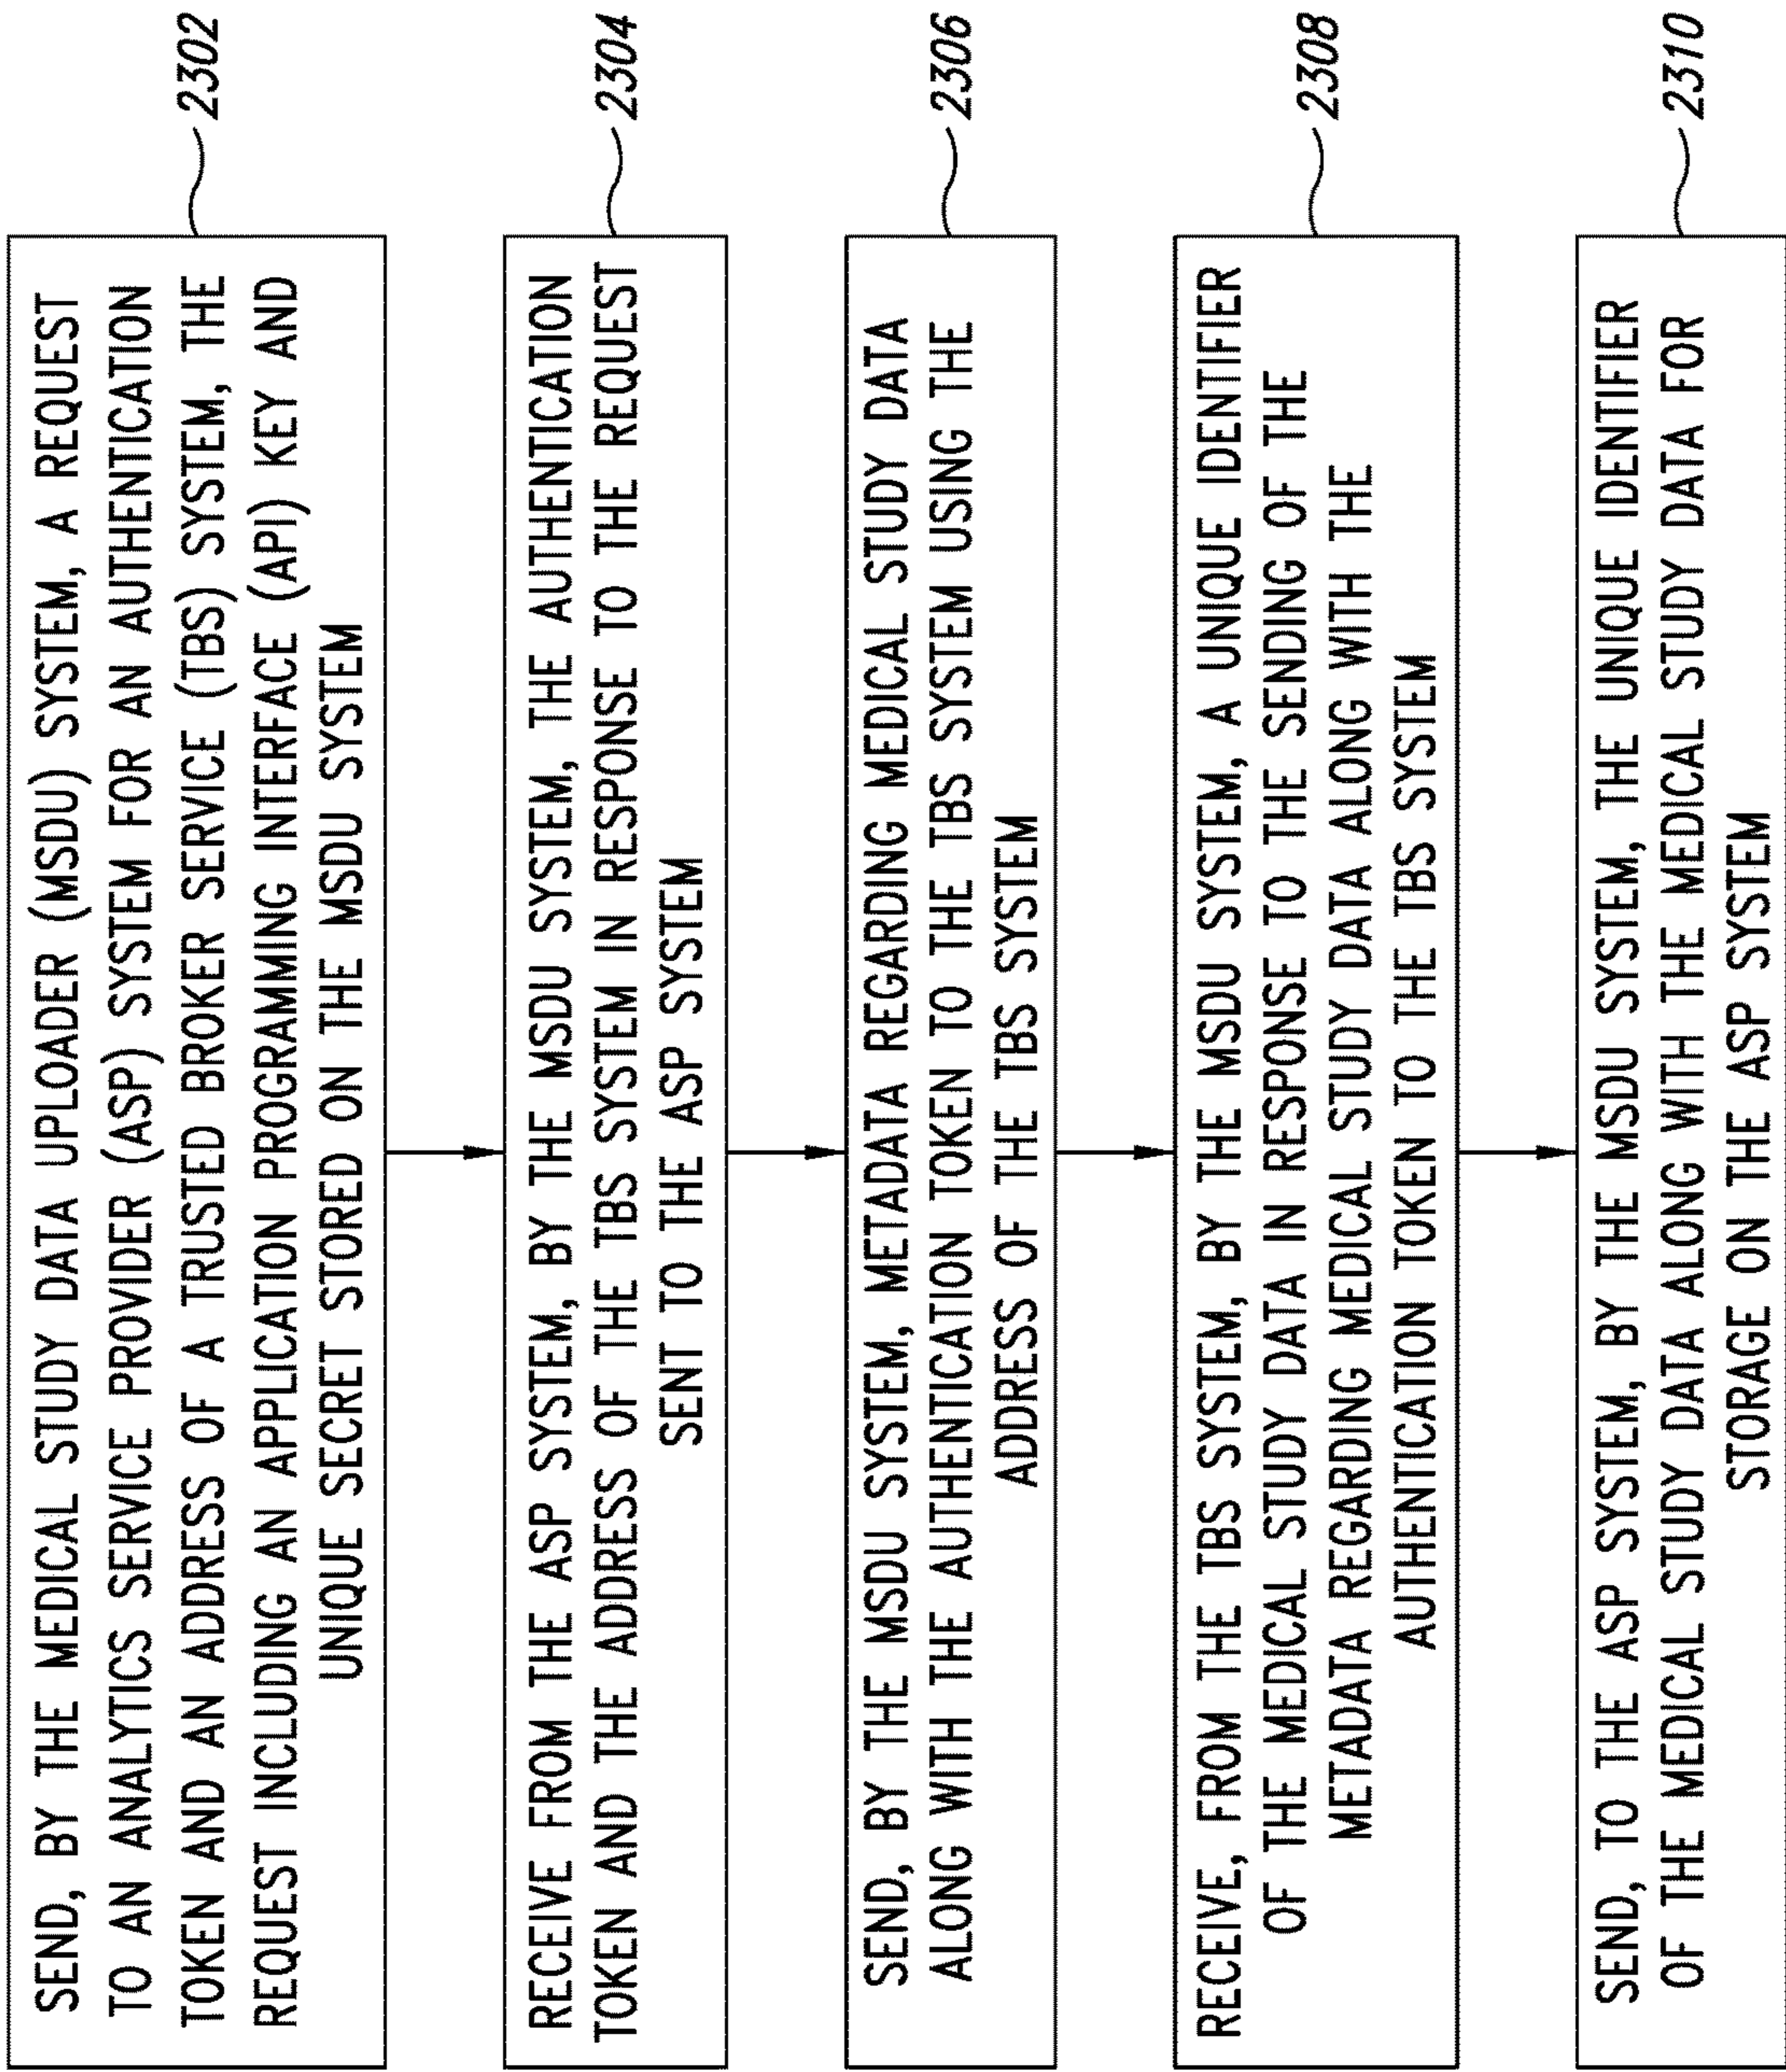 SEND, BY THE MEDICAL STUDY DATA UPLOADER (MSDU) SYSTEM, A REQUEST
TO AN ANALYTICS SERVICE PROVIDER (ASP) SYSTEM FOR AN AUTHENTICATION
TOKEN AND AN ADDRESS OF A TRUSTED BROKER SERVICE (TBS) SYSTEM, THE
REQUEST INCLUDING AN APPLICATION PROGRAMING INTERFACE (API) KEY AND
UNIQUE SECRET STORED ON THE MSDU SYSTEM
2302
RECEIVE FROM THE ASP SYSTEM, BY THE MSDU SYSTEM, THE AUTHENTICATION
TOKEN AND THE ADDRESS OF THE TBS SYSTEM IN RESPONSE TO THE REQUEST
SENT TO THE ASP SYSTEM
2304
SEND, BY THE MSDU SYSTEM, METADATA REGARDING MEDICAL STUDY DATA
ALONG WITH THE AUTHENTICATION TOKEN TO THE TBS SYSTEM USING THE
ADDRESS OF THE TBS SYSTEM
2306
RECEIVE, FROM THE TBS SYSTEM, BY THE MSDU SYSTEM, A UNIQUE IDENTIFIER
OF THE MEDICAL STUDY DATA IN RESPONSE TO THE SENDING OF THE
METADATA REGARDING MEDICAL STUDY DATA ALONG WITH THE
AUTHENTICATION TOKEN TO THE TBS SYSTEM
2308
SEND, TO THE ASP SYSTEM, BY THE MSDU SYSTEM, THE UNIQUE IDENTIFIER
OF THE MEDICAL STUDY DATA ALONG WITH THE MEDICAL STUDY DATA FOR
STORAGE ON THE ASP SYSTEM
2310